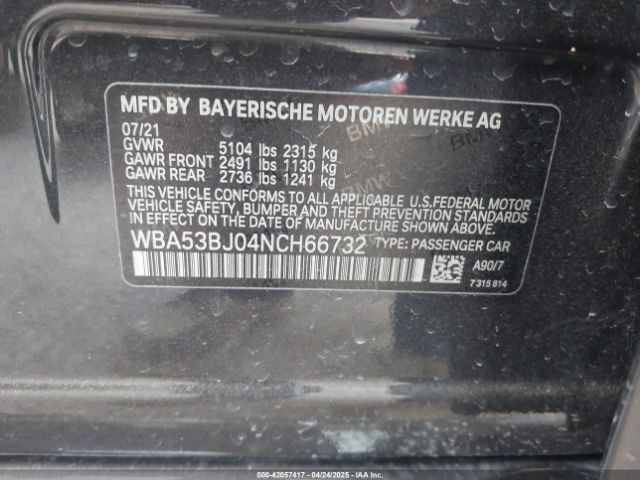 MFD BY BAYERISCHE MOTOREN WERKE AG
07/21
GVWR 5104 lbs 2315 kg
GAWR FRONT 2491 lbs 1130 kg
GAWR REAR 2736 lbs 1241 kg
THIS VEHICLE CONFORMS TO ALL APPLICABLE U.S. FEDERAL MOTOR
VEHICLE SAFETY, BUMPER AND THEFT PREVENTION STANDARDS
IN EFFECT ON THE DATE OF MANUFACTURE SHOWN ABOVE.
WBA53BJ04NCH66732 TYPE: PASSENGER CAR
A90/7
7315814
000-42057417 - 04/24/2025 - IAAI.COM